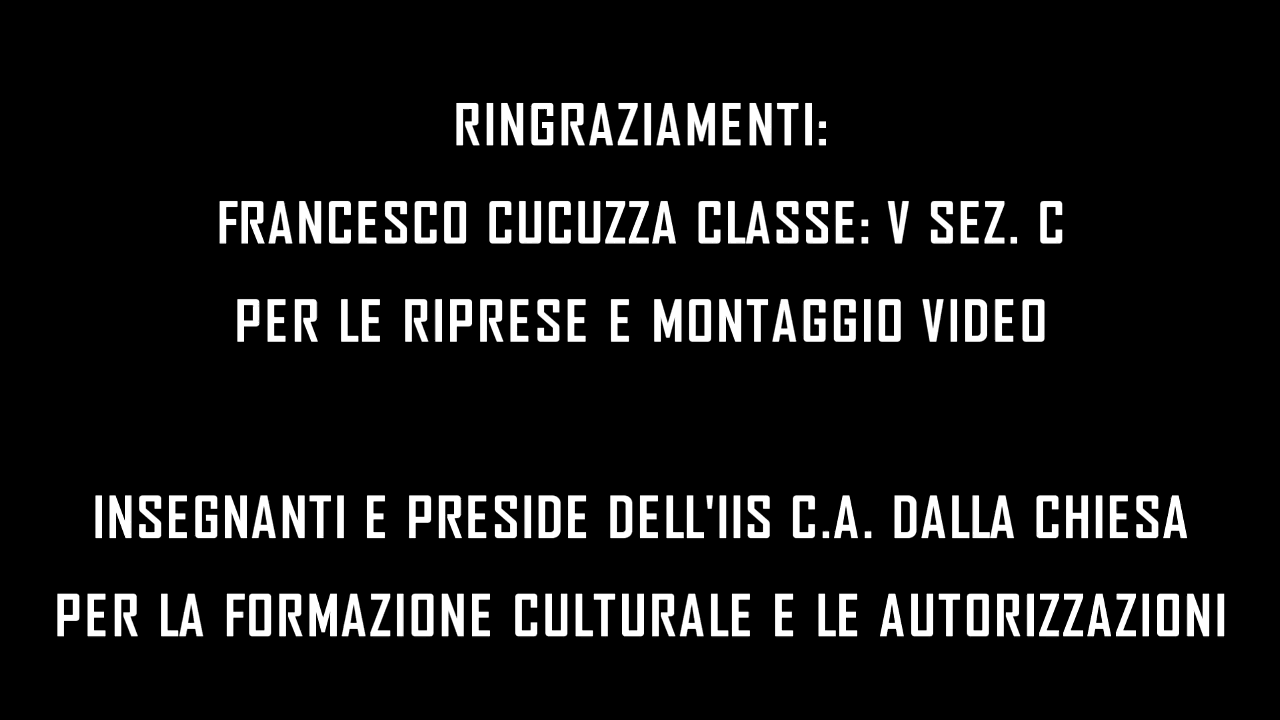 RINGRAZIAMENTI:
FRANCESCO CUCUZZA CLASSE: V SEZ. C
PER LE RIPRESE E MONTAGGIO VIDEO
INSEGNANTI E PRESIDE DELL'IIS C.A. DALLA CHIESA
PER LA FORMAZIONE CULTURALE E LE AUTORIZZAZIONI